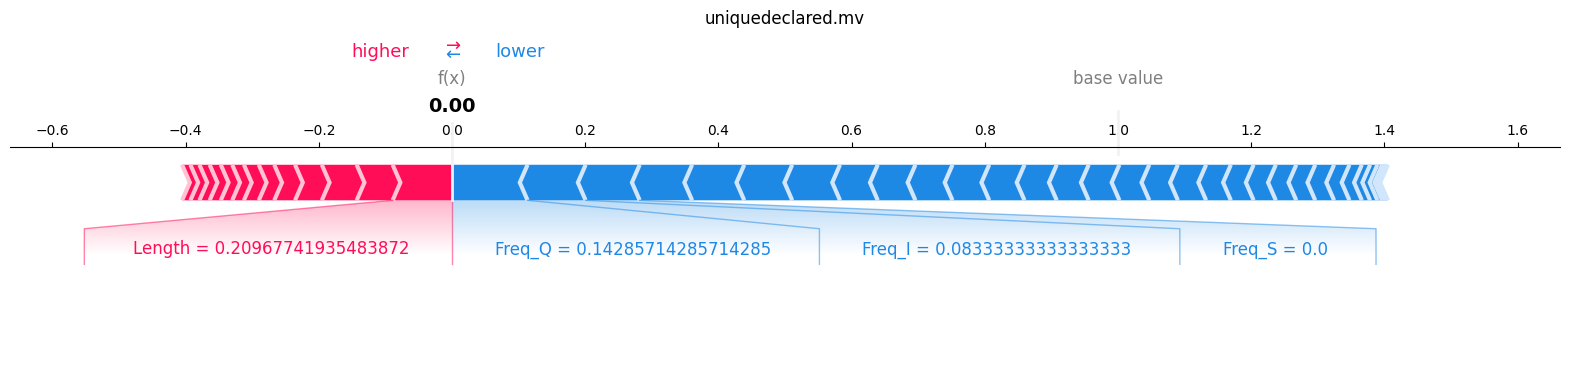 uniquedeclared.mv
higher → ← lower
f(x) base value
0.00
−0.6 −0.4 −0.2 0.0 0.2 0.4 0.6 0.8 1.0 1.2 1.4 1.6
Length = 0.20967741935483872 Freq_Q = 0.14285714285714285 Freq_I = 0.08333333333333333 Freq_S = 0.0